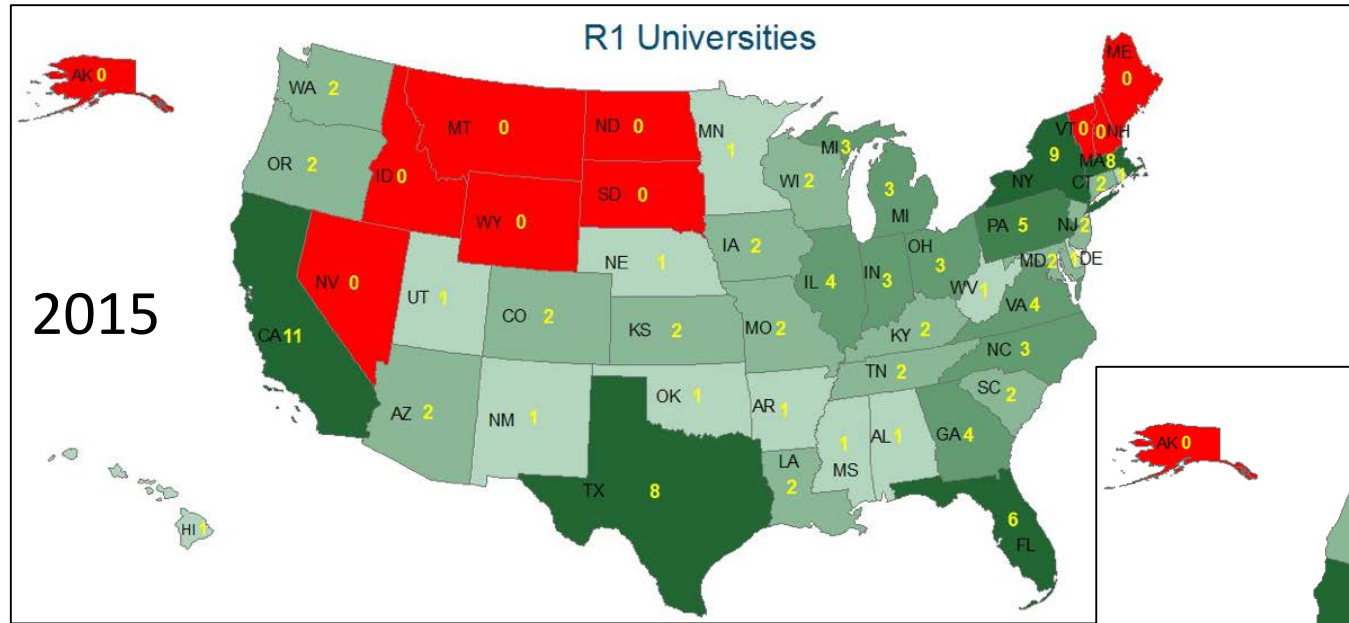 R1 Universities
2015
AK 0
WA 2
OR 2
ID 0
MT 0
ND 0
MN 1
SD 0
WY 0
NV 0
CA 11
UT 1
CO 2
NE 1
KS 2
IA 2
MO 2
WI 2
MI 3
3
MI
IL 4
IN 3
OH 3
PA 5
9
NY
VT 0
0 NH
ME 0
MA 8
CT 2
1
NJ 2
MD 2
1 DE
WV 1
VA 4
KY 2
NC 3
TN 2
SC 2
GA 4
AL 1
1
MS
AR 1
LA 2
OK 1
TX 8
NM 1
AZ 2
6
FL
HI 1
AK 0